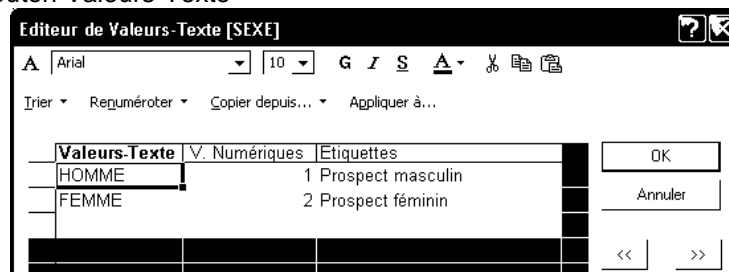 Editeur de Valeurs-Texte [SEXE]
A Arial 10 G I S A
Trier Renuméroter Copier depuis... Appliquer à...
Valeurs-Texte V. Numériques Etiquettes
HOMME 1 Prospect masculin
FEMME 2 Prospect féminin
OK
Annuler
<< >>